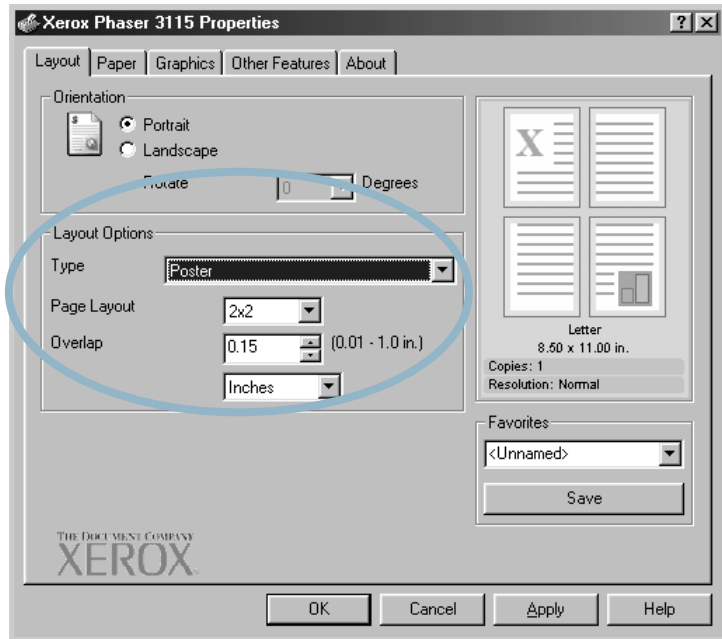 Xerox Phaser 3115 Properties
Layout Paper Graphics Other Features About
Orientation
Portrait
Landscape
Rotate 0 Degrees
Layout Options
Type Poster
Page Layout 2x2
Overlap 0.15 (0.01 - 1.0 in.)
Inches
X
Letter
8.50 x 11.00 in.
Copies: 1
Resolution: Normal
Favorites
<Unnamed>
Save
THE DOCUMENT COMPANY
XEROX
OK Cancel Apply Help